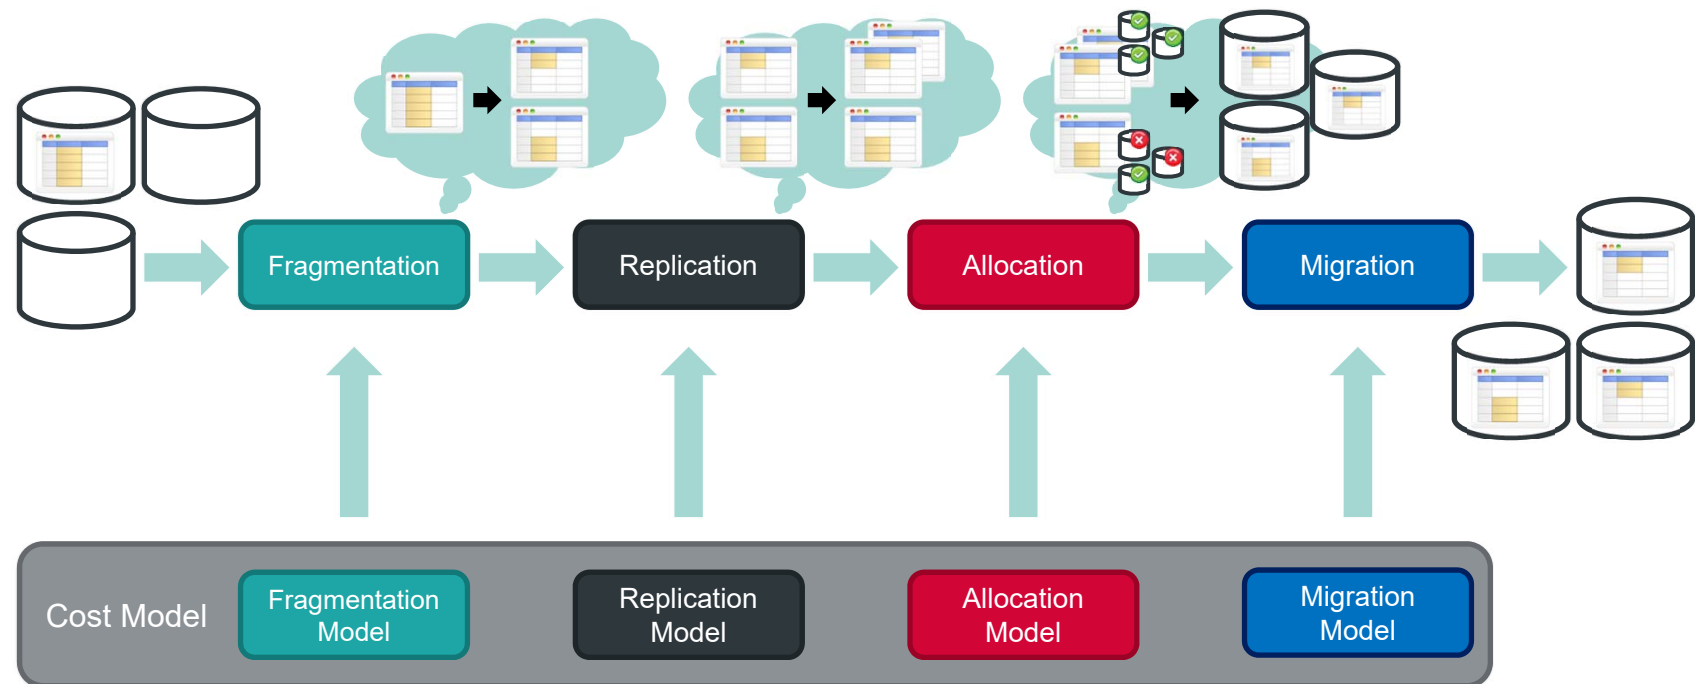 Fragmentation
Replication
Allocation
Migration
Cost Model
Fragmentation
Model
Replication
Model
Allocation
Model
Migration
Model